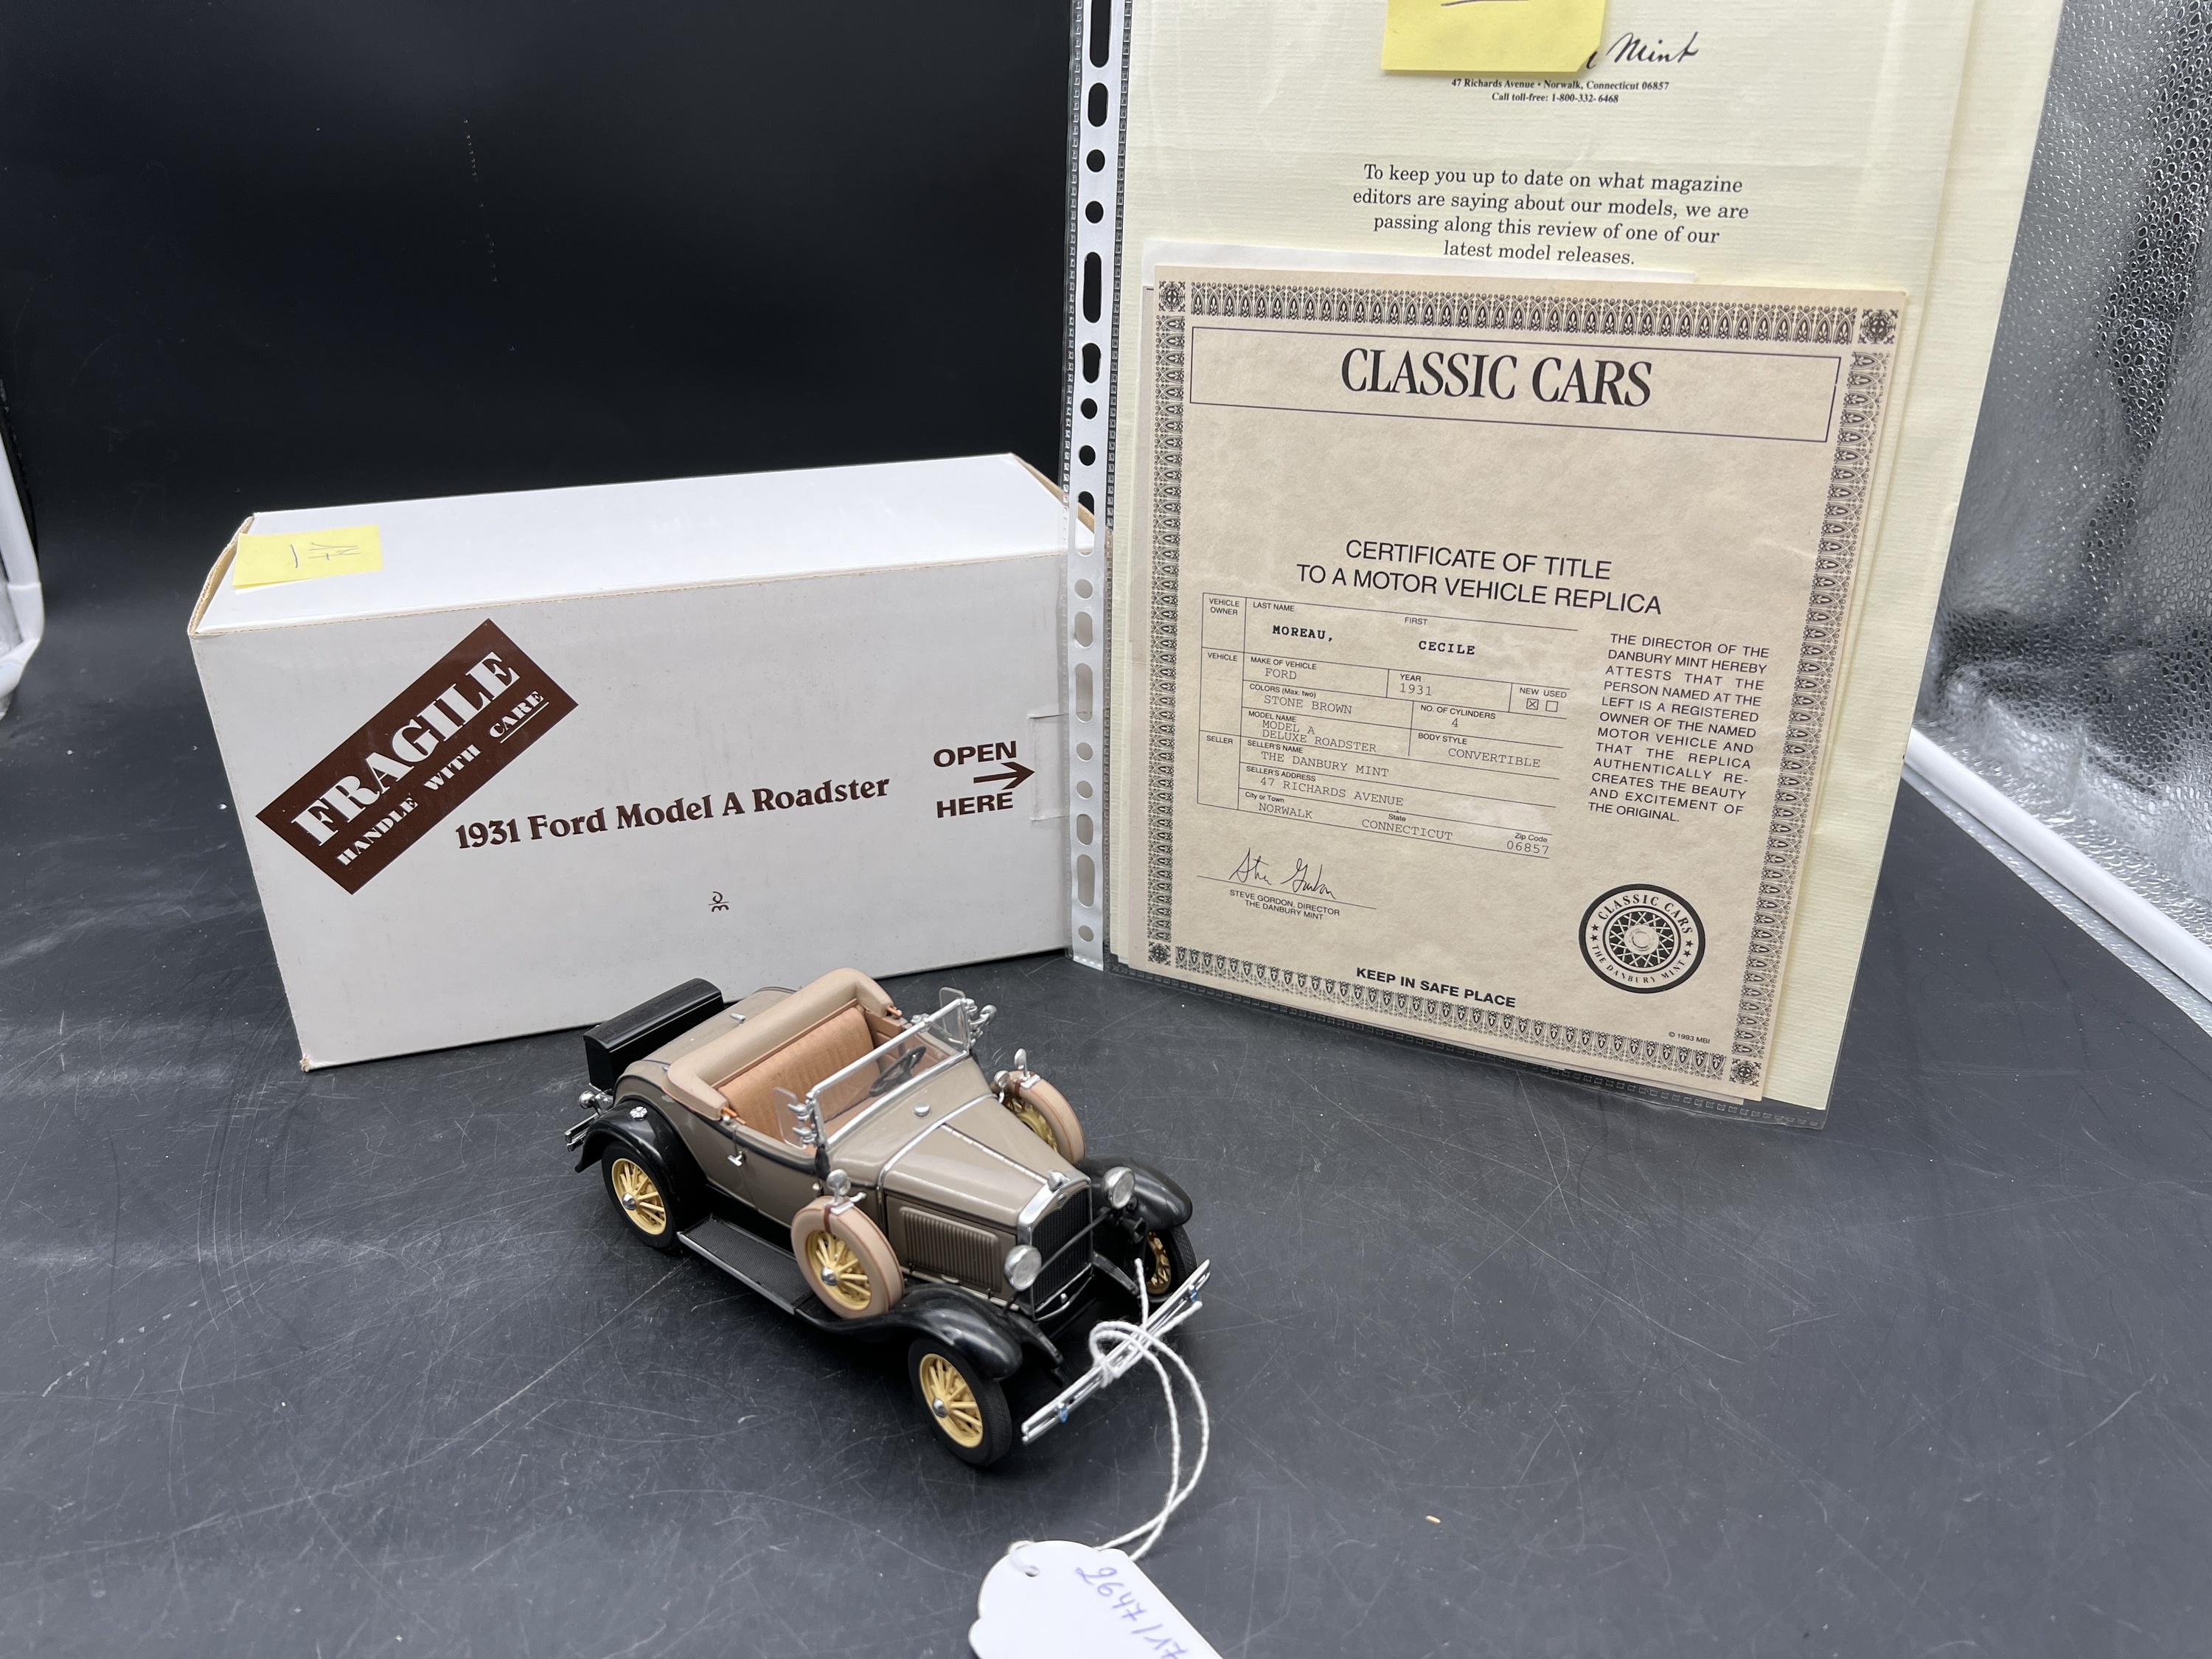 Mint
47 Richards Avenue • Norwalk, Connecticut 06857
Call toll-free: 1-800-332-6468
To keep you up to date on what magazine
editors are saying about our models, we are
passing along this review of one of our
latest model releases.
CLASSIC CARS
CERTIFICATE OF TITLE
TO A MOTOR VEHICLE REPLICA
VEHICLE OWNER
LAST NAME
FIRST
MOREAU,
CECILE
VEHICLE
MAKE OF VEHICLE
FORD
YEAR
1931
NEW USED
COLORS (Max. two)
STONE BROWN
NO. OF CYLINDERS
4
MODEL NAME
MODEL A
DELUXE ROADSTER
BODY STYLE
CONVERTIBLE
SELLER
SELLER'S NAME
THE DANBURY MINT
SELLER'S ADDRESS
47 RICHARDS AVENUE
City or Town
NORWALK
State
CONNECTICUT
Zip Code
06857
THE DIRECTOR OF THE
DANBURY MINT HEREBY
ATTESTS THAT THE
PERSON NAMED AT THE
LEFT IS A REGISTERED
OWNER OF THE NAMED
MOTOR VEHICLE AND
THAT THE REPLICA
AUTHENTICALLY RE-
CREATES THE BEAUTY
AND EXCITEMENT OF
THE ORIGINAL.
STEVE GORDON, DIRECTOR
THE DANBURY MINT
CLASSIC CARS
THE DANBURY MINT
KEEP IN SAFE PLACE
© 1993 MBI
FRAGILE
HANDLE WITH CARE
1931 Ford Model A Roadster
OPEN
HERE
2647/17